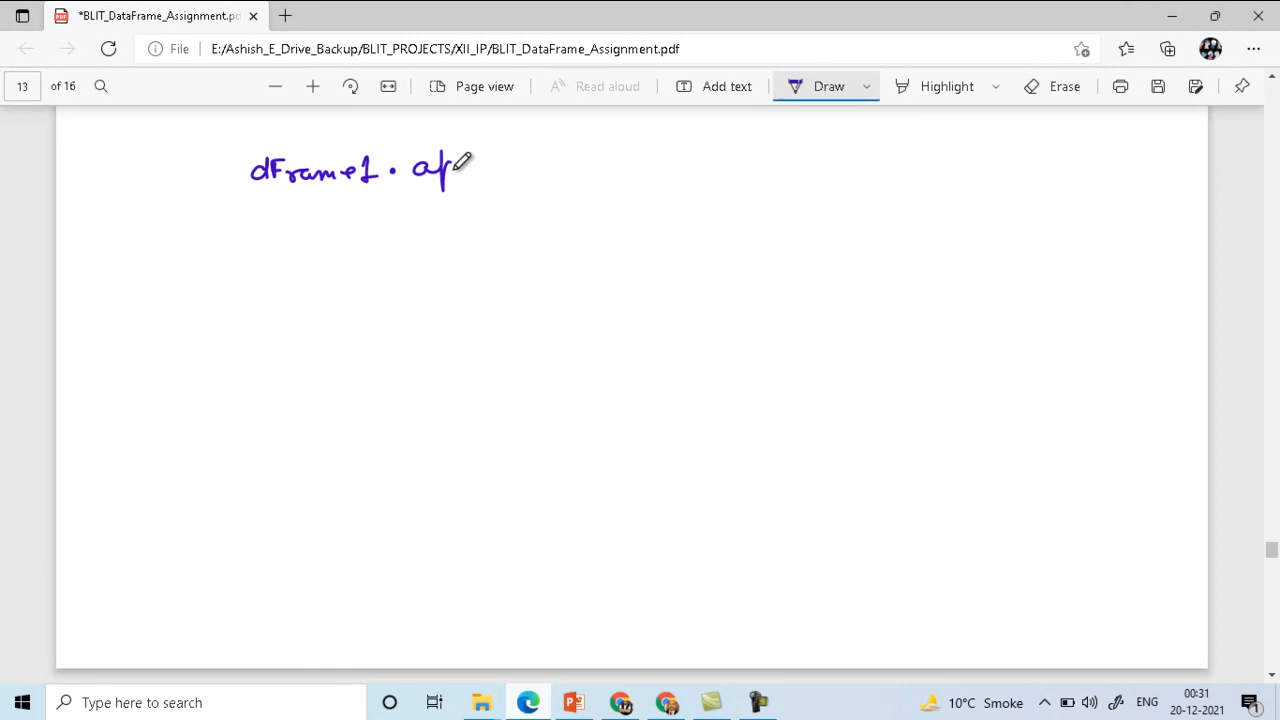 *BLIT_DataFrame_Assignment.pd
File E:/Ashish_E_Drive_Backup/BLIT_PROJECTS/XII_IP/BLIT_DataFrame_Assignment.pdf
13 of 16 Page view Read aloud Add text Draw Highlight Erase
dFrame1. ap
Type here to search 10°C Smoke ENG 00:31 20-12-2021